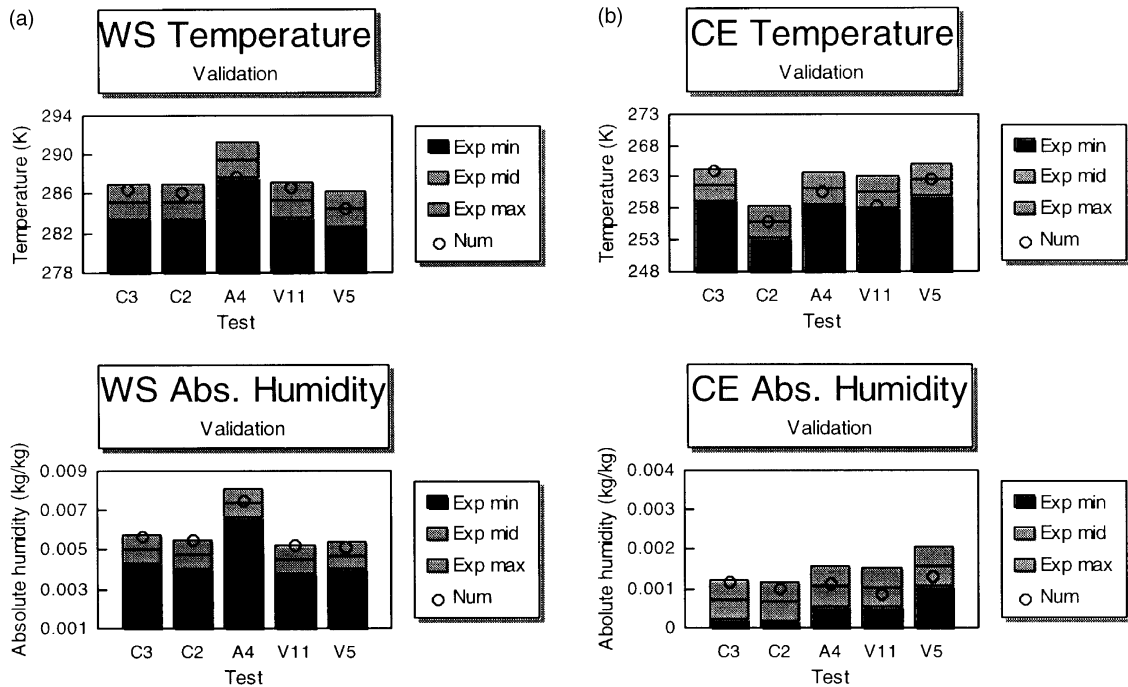 (a)
WS Temperature
Validation
Temperature (K)
294
290
286
282
278
C3 C2 A4 V11 V5
Test
Exp min
Exp mid
Exp max
Num
(b)
CE Temperature
Validation
Temperature (K)
273
268
263
258
253
248
C3 C2 A4 V11 V5
Test
Exp min
Exp mid
Exp max
Num
WS Abs. Humidity
Validation
Absolute humidity (kg/kg)
0.009
0.007
0.005
0.003
0.001
C3 C2 A4 V11 V5
Test
Exp min
Exp mid
Exp max
Num
CE Abs. Humidity
Validation
Abolute humidity (kg/kg)
0.004
0.003
0.002
0.001
0
C3 C2 A4 V11 V5
Test
Exp min
Exp mid
Exp max
Num